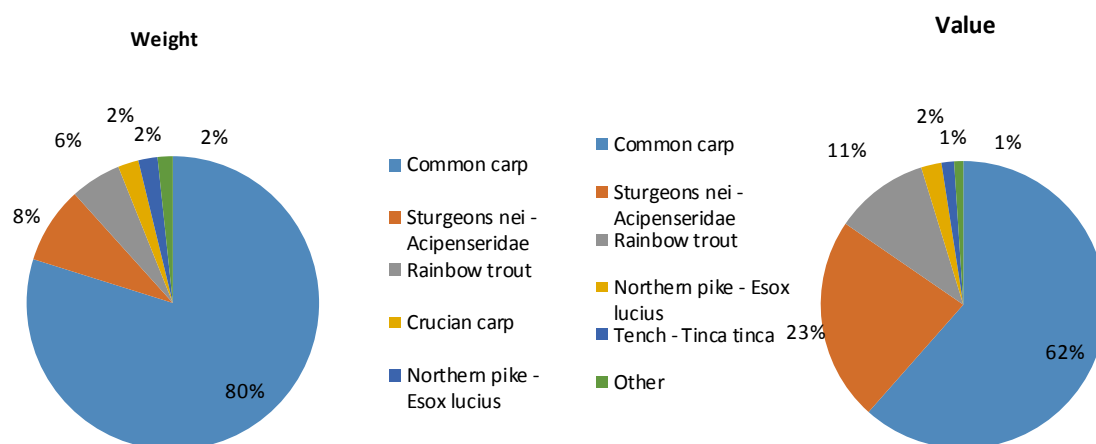 Weight
2%
2%
2%
6%
8%
80%
Common carp
Sturgeons nei -
Acipenseridae
Rainbow trout
Crucian carp
Northern pike -
Esox lucius
Value
2%
1%
1%
11%
23%
62%
Common carp
Sturgeons nei -
Acipenseridae
Rainbow trout
Northern pike - Esox
lucius
Tench - Tinca tinca
Other